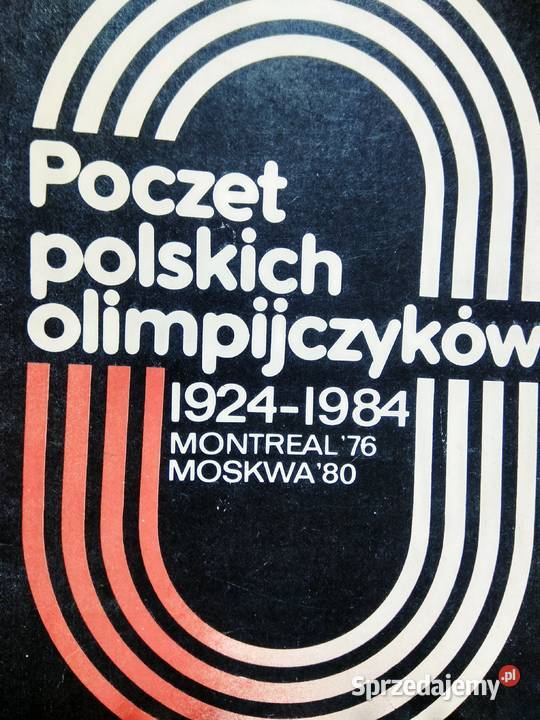 Poczet
polskich
olimpijczyków
1924-1984
MONTREAL'76
MOSKWA'80
Sprzedajemy.pl